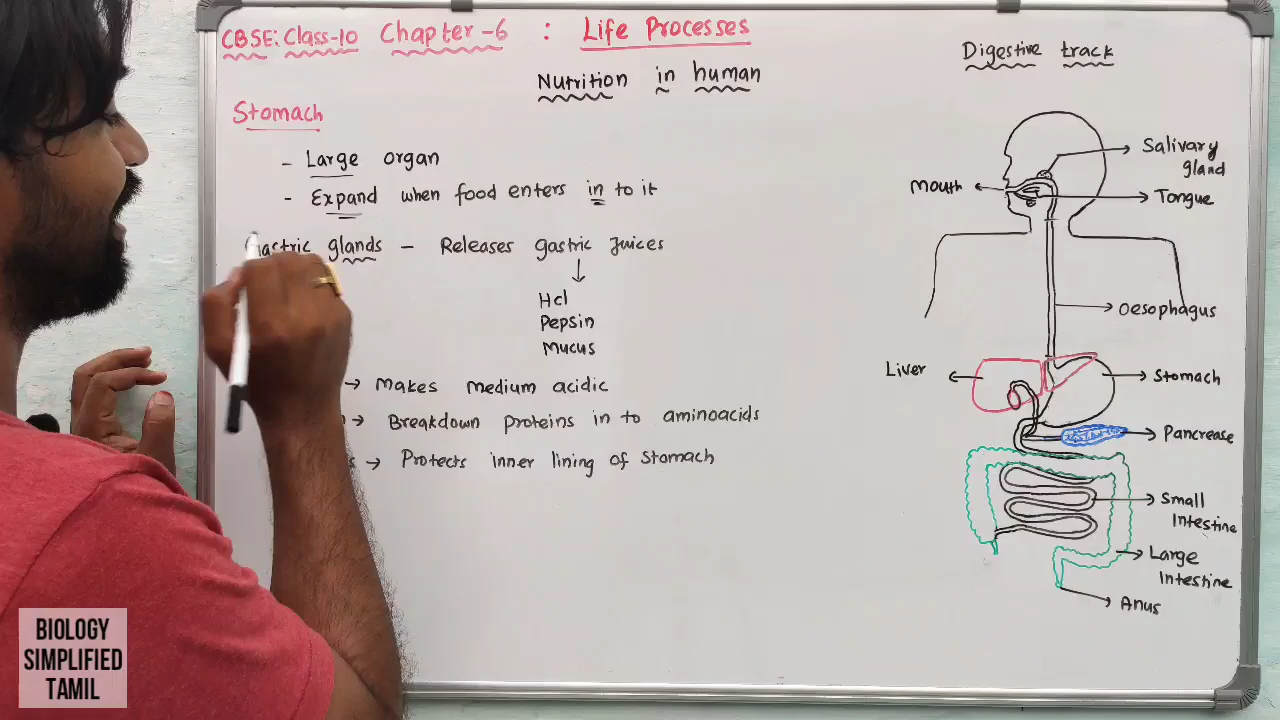 CBSE: Class-10 Chapter-6 : Life Processes
Nutrition in human
Stomach
- Large organ
- Expand when food enters in to it
glands - Releases gastric Juices
↓
Hcl
Pepsin
Mucus
→ Makes medium acidic
→ Breakdown proteins in to aminoacids
→ Protects inner lining of stomach
Digestive track
Salivary
gland
Mouth
Tongue
Oesophagus
Liver
Stomach
Pancrease
Small
Intestine
Large
Intestine
Anus
BIOLOGY
SIMPLIFIED
TAMIL